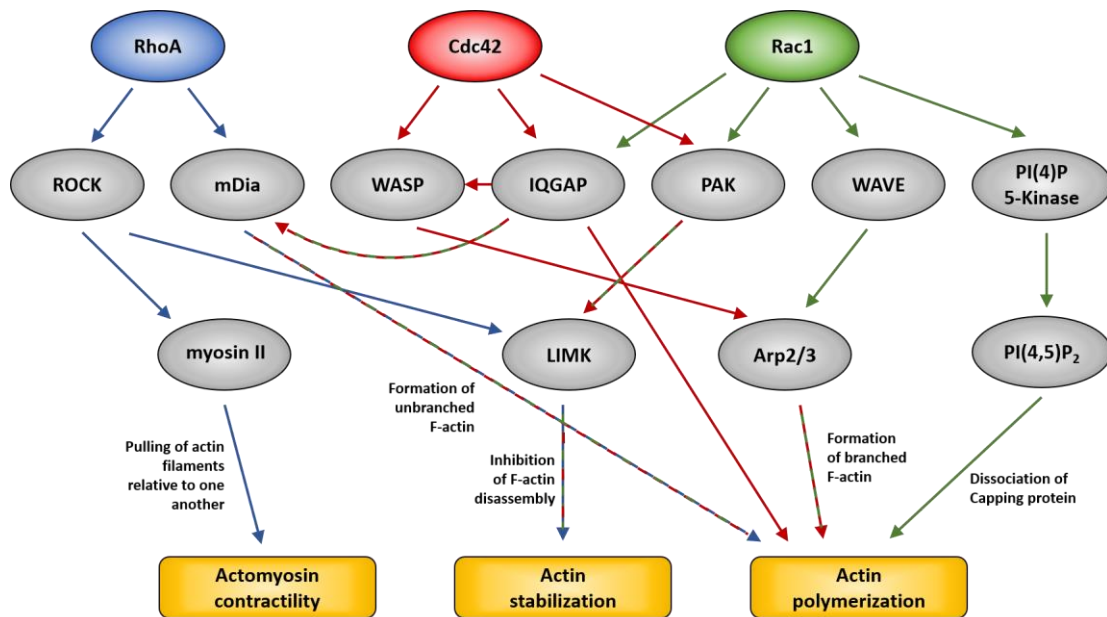 RhoA
Cdc42
Rac1
ROCK
mDia
WASP
IQGAP
PAK
WAVE
PI(4)P
5-Kinase
myosin II
LIMK
Arp2/3
PI(4,5)P₂
Formation of
unbranched
F-actin
Pulling of actin
filaments
relative to one
another
Inhibition
of F-actin
disassembly
Formation
of branched
F-actin
Dissociation of
Capping protein
Actomyosin
contractility
Actin
stabilization
Actin
polymerization